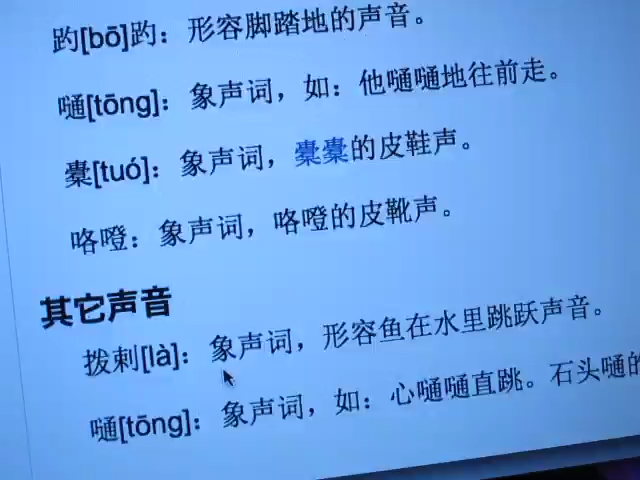 趵[bō]趵：形容脚踏地的声音。
嗵[tōng]：象声词，如：他嗵嗵地往前走。
橐[tuó]：象声词，橐橐的皮鞋声。
咯噔：象声词，咯噔的皮靴声。
其它声音
拨剌[là]：象声词，形容鱼在水里跳跃声音。
嗵[tōng]：象声词，如：心嗵嗵直跳。石头嗵的